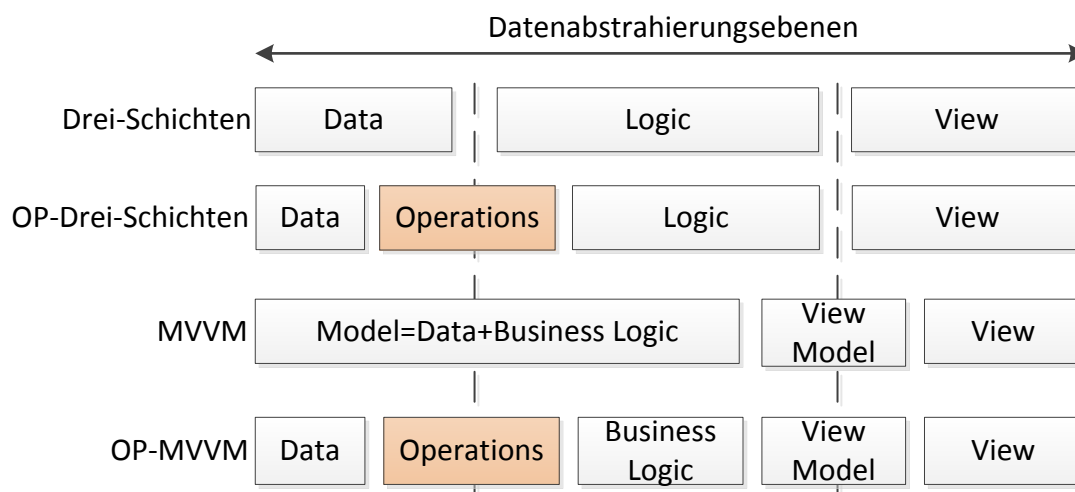 Datenabstrahierungsebenen
Drei-Schichten Data Logic View
OP-Drei-Schichten Data Operations Logic View
MVVM Model=Data+Business Logic View
Model View
OP-MVVM Data Operations Business
Logic View
Model View